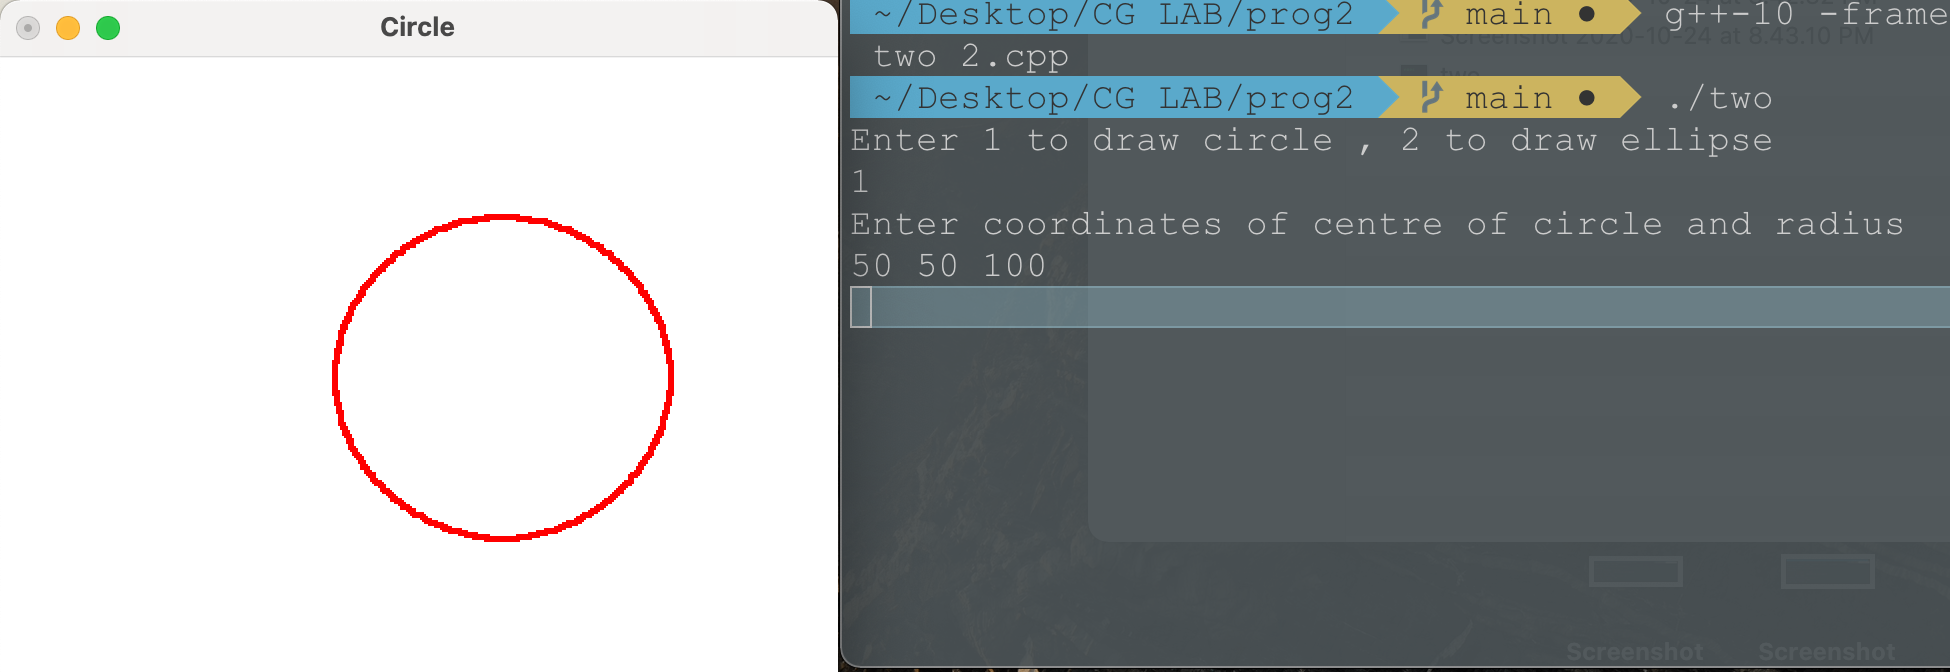 Circle
~/Desktop/CG LAB/prog2 main ● g++-10 -frame
Screenshot 2020-10-24 at 8.43.10 PM
two 2.cpp
two
~/Desktop/CG LAB/prog2 main ● ./two
Enter 1 to draw circle , 2 to draw ellipse
1
Enter coordinates of centre of circle and radius
50 50 100
Screenshot Screenshot